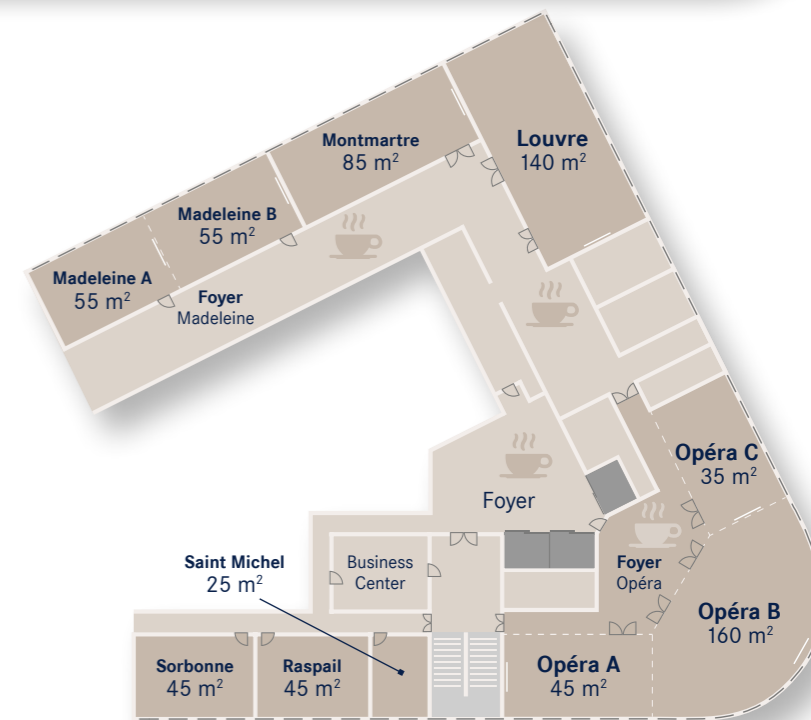 Louvre
140 m²
Montmartre
85 m²
Madeleine B
55 m²
Madeleine A
55 m²
Foyer
Madeleine
Opéra C
35 m²
Foyer
Foyer
Opéra
Business
Center
Saint Michel
25 m²
Opéra B
160 m²
Sorbonne
45 m²
Raspail
45 m²
Opéra A
45 m²